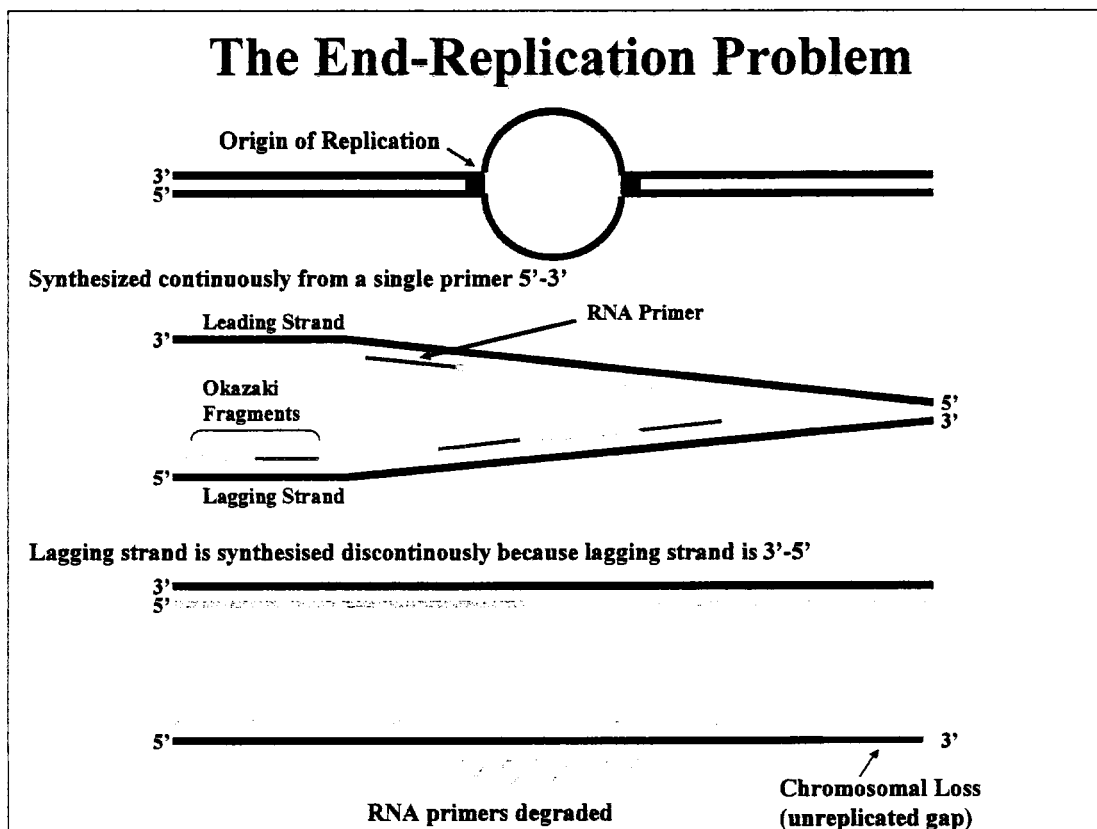 The End-Replication Problem
Origin of Replication
3’
5’
Synthesized continuously from a single primer 5’-3’
Leading Strand
RNA Primer
3’
Okazaki
Fragments
5’
3’
5’
Lagging Strand
Lagging strand is synthesised discontinously because lagging strand is 3’-5’
3’
5’
5’
3’
Chromosomal Loss
(unreplicated gap)
RNA primers degraded